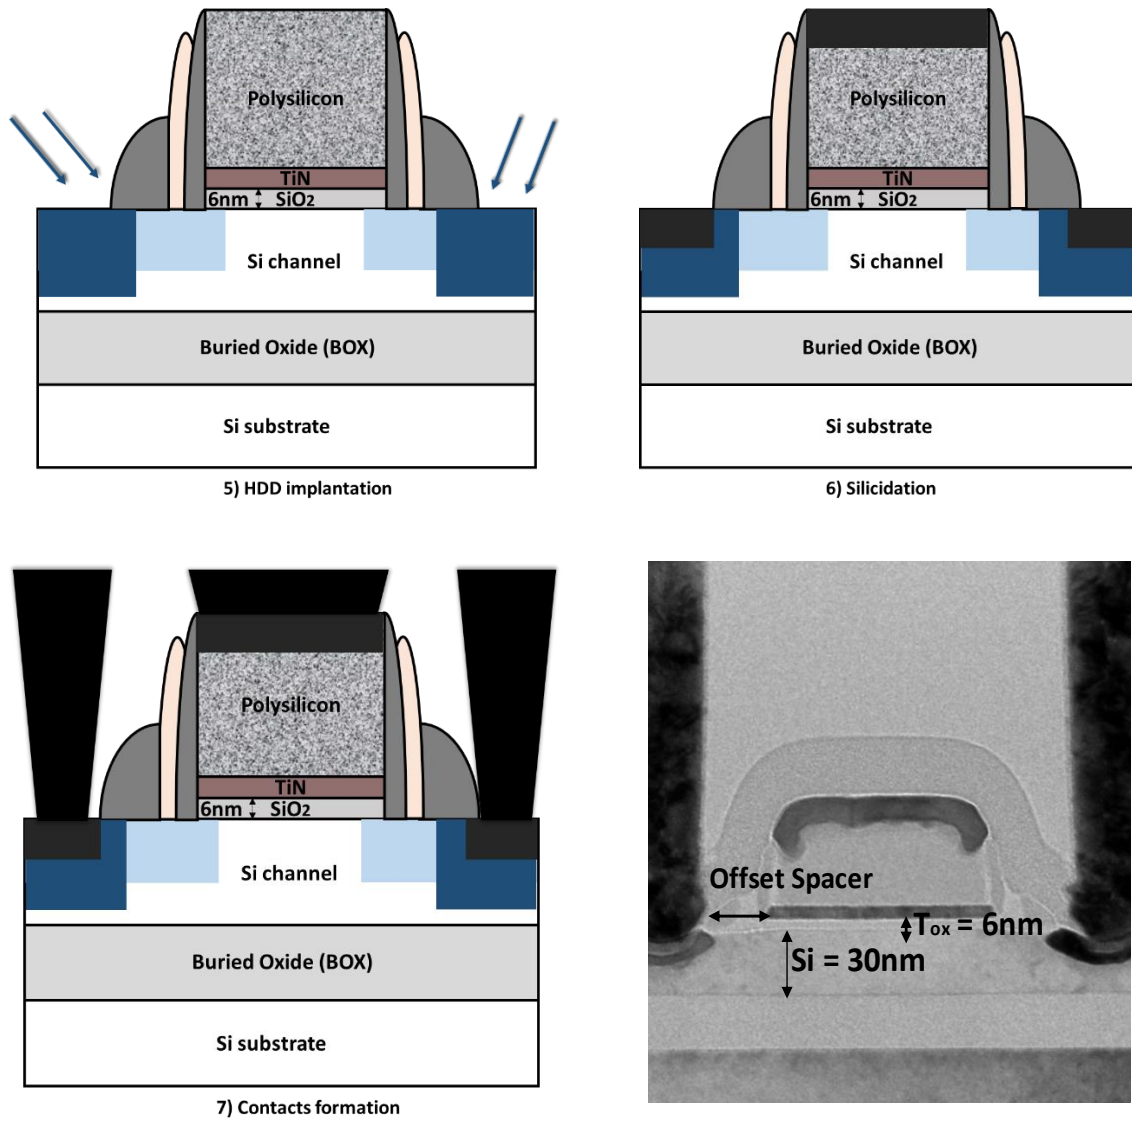 Polysilicon
TiN
6nm SiO2
Si channel
Buried Oxide (BOX)
Si substrate
5) HDD implantation
Polysilicon
TiN
6nm SiO2
Si channel
Buried Oxide (BOX)
Si substrate
6) Silicidation
Polysilicon
TiN
6nm SiO2
Si channel
Buried Oxide (BOX)
Si substrate
7) Contacts formation
Offset Spacer
Tox = 6nm
Si = 30nm